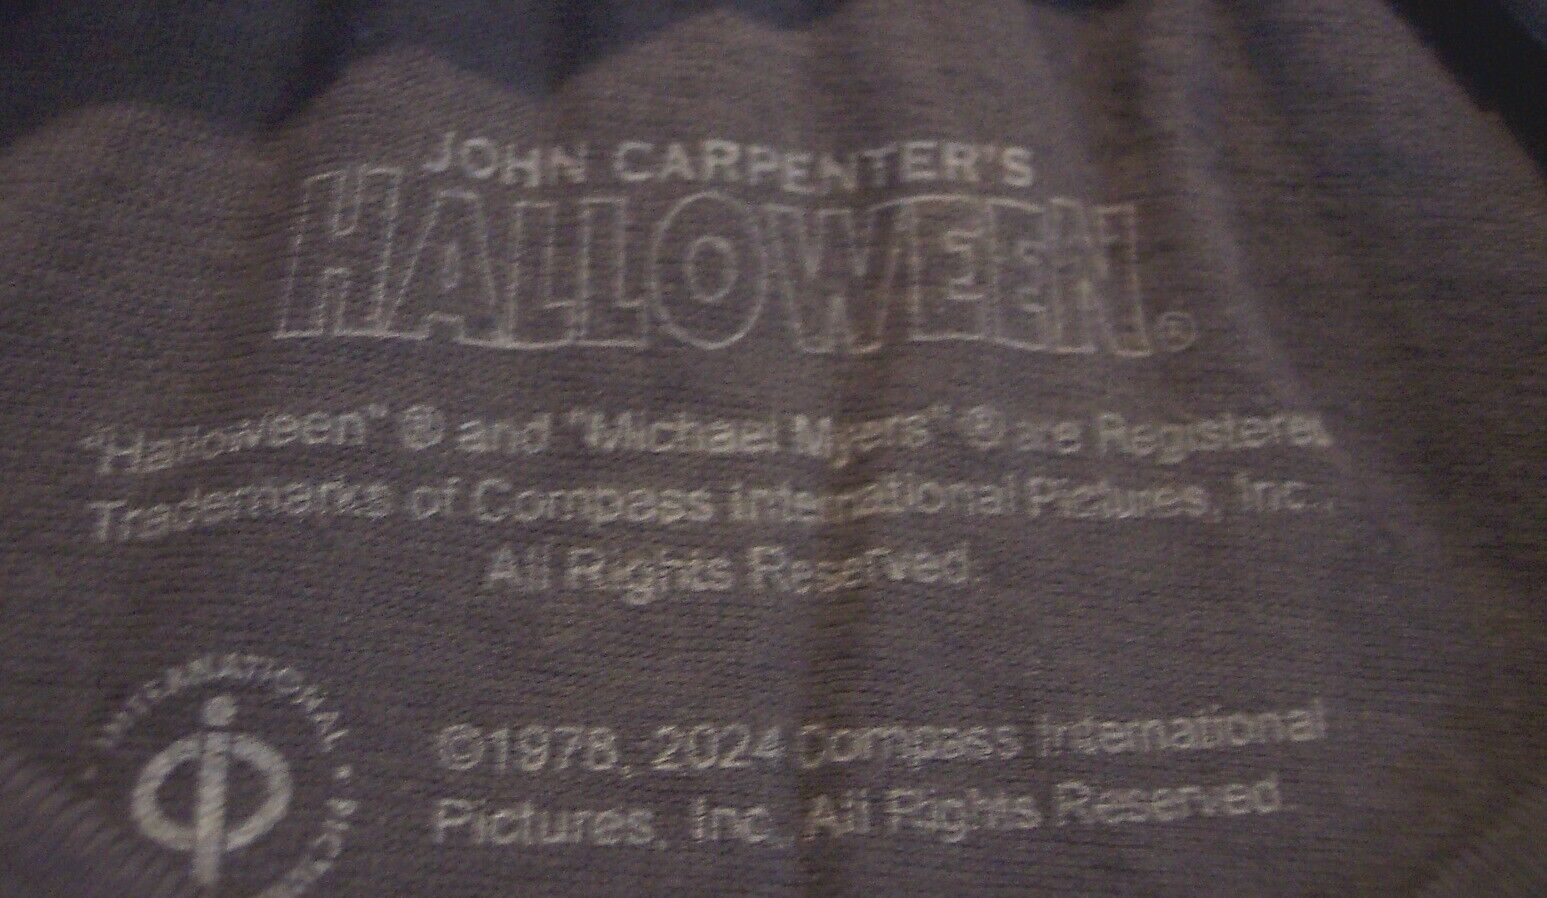 JOHN CARPENTER'S
HALLOWEEN®
"Halloween" ® and "Michael Myers" ® are Registered
Trademarks of Compass International Pictures, Inc.,
All Rights Reserved.
INTERNATIONAL •
©1978, 2024 Compass International
Pictures, Inc, All Rights Reserved.